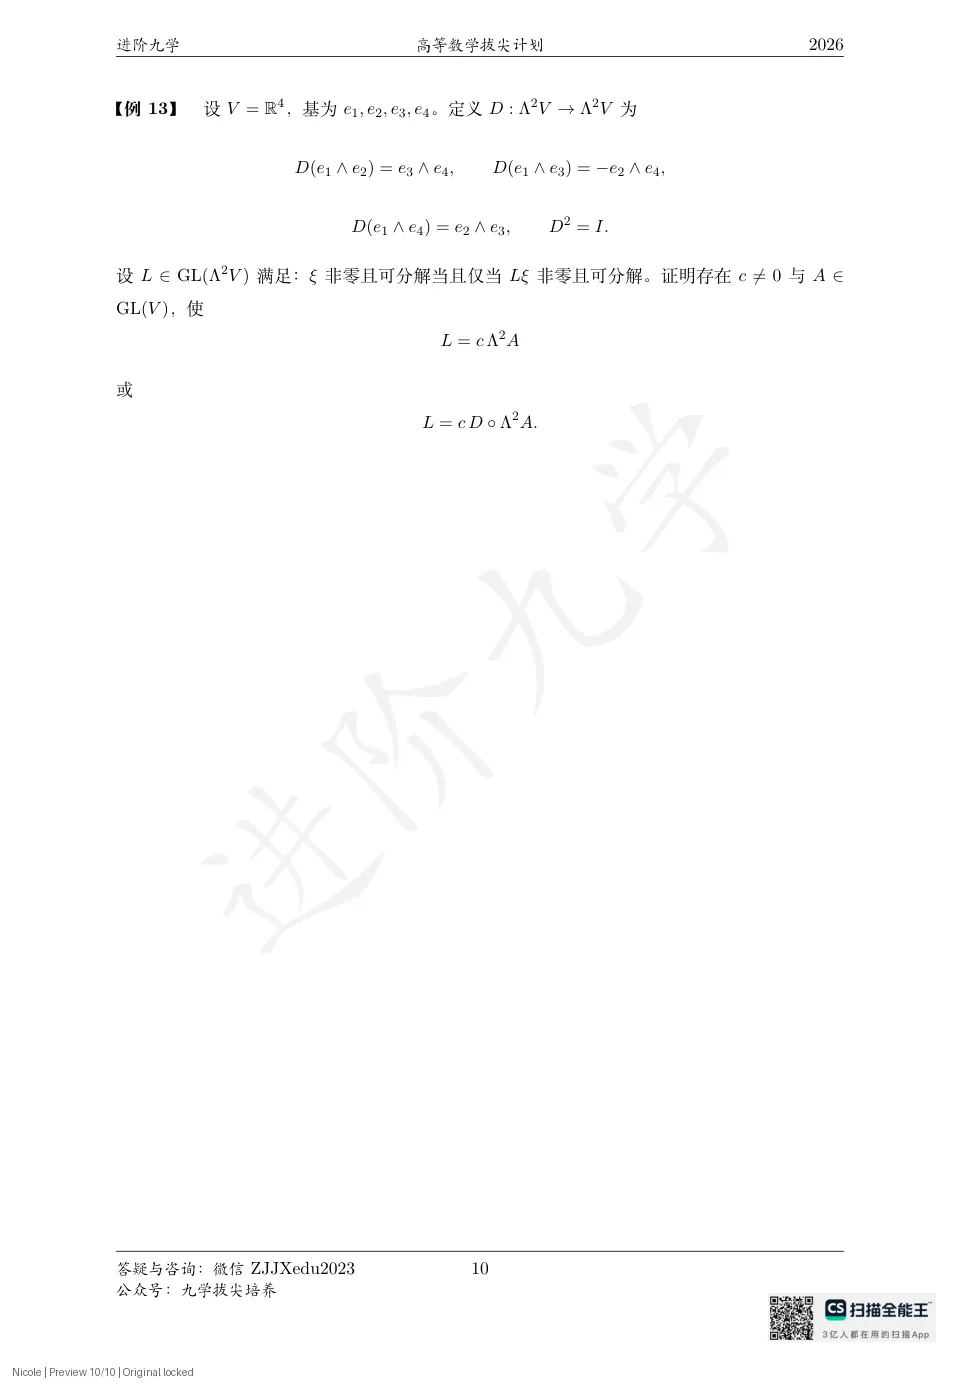 进阶九学 高等数学拔尖计划 2026
【例 13】 设 V = ℝ⁴, 基为 e₁, e₂, e₃, e₄。定义 D : Λ²V → Λ²V 为
D(e₁ ∧ e₂) = e₃ ∧ e₄, D(e₁ ∧ e₃) = −e₂ ∧ e₄,
D(e₁ ∧ e₄) = e₂ ∧ e₃, D² = I.
设 L ∈ GL(Λ²V) 满足：ξ 非零且可分解当且仅当 Lξ 非零且可分解。证明存在 c ≠ 0 与 A ∈
GL(V), 使
L = c Λ²A
或
L = c D ∘ Λ²A.
进阶九学
答疑与咨询：微信 ZJJXedu2023 10
公众号：九学拔尖培养
CS 扫描全能王™
3亿人都在用的扫描App
Nicole | Preview 10/10 | Original locked